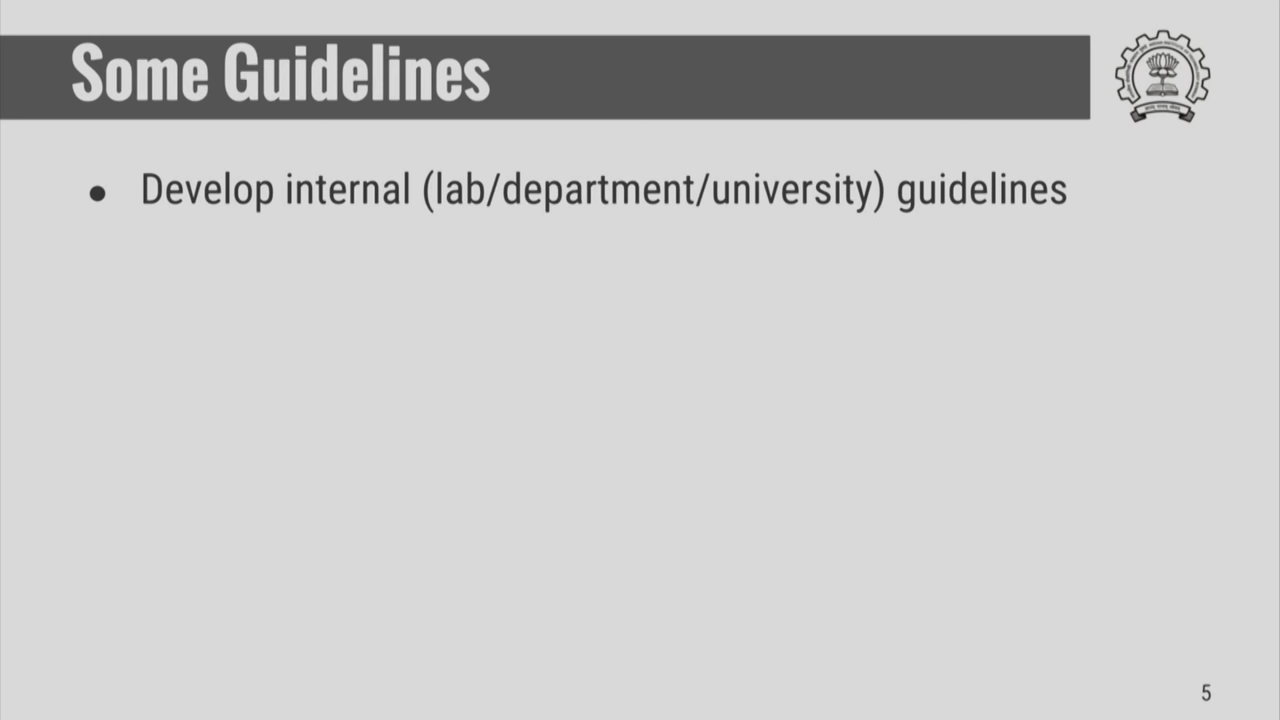 Some Guidelines
● Develop internal (lab/department/university) guidelines
5